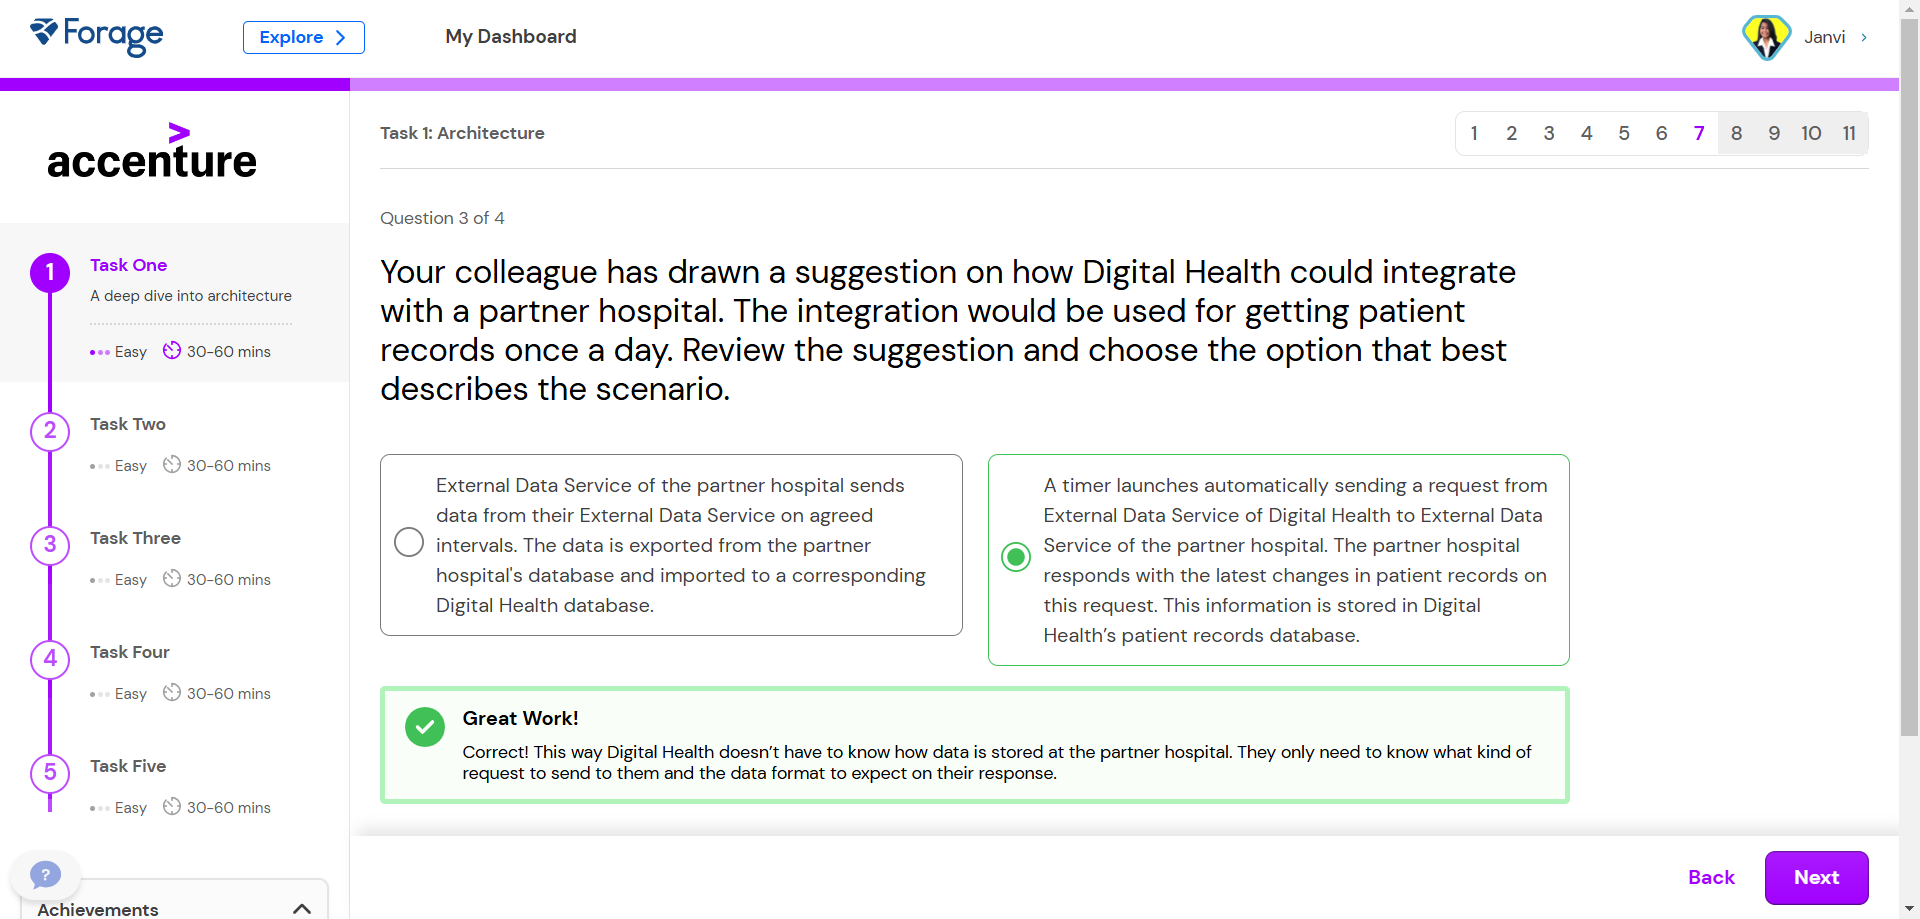 Forage
Explore
My Dashboard
Janvi
accenture
Task 1: Architecture
1 2 3 4 5 6 7 8 9 10 11
1
Task One
A deep dive into architecture
Easy 30-60 mins
2
Task Two
Easy 30-60 mins
3
Task Three
Easy 30-60 mins
4
Task Four
Easy 30-60 mins
5
Task Five
Easy 30-60 mins
?
Achievements
Question 3 of 4
Your colleague has drawn a suggestion on how Digital Health could integrate
with a partner hospital. The integration would be used for getting patient
records once a day. Review the suggestion and choose the option that best
describes the scenario.
External Data Service of the partner hospital sends
data from their External Data Service on agreed
intervals. The data is exported from the partner
hospital's database and imported to a corresponding
Digital Health database.
A timer launches automatically sending a request from
External Data Service of Digital Health to External Data
Service of the partner hospital. The partner hospital
responds with the latest changes in patient records on
this request. This information is stored in Digital
Health’s patient records database.
Great Work!
Correct! This way Digital Health doesn’t have to know how data is stored at the partner hospital. They only need to know what kind of
request to send to them and the data format to expect on their response.
Back
Next